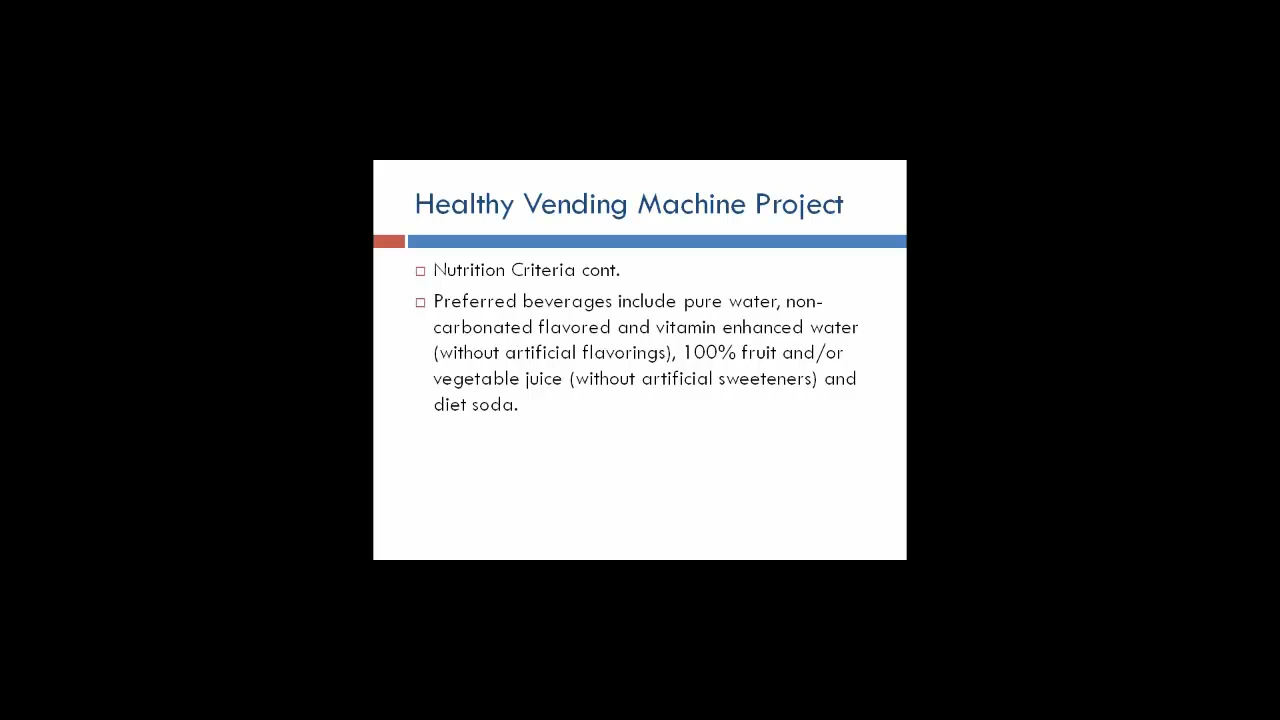 Healthy Vending Machine Project
Nutrition Criteria cont.
Preferred beverages include pure water, non-
carbonated flavored and vitamin enhanced water
(without artificial flavorings), 100% fruit and/or
vegetable juice (without artificial sweeteners) and
diet soda.